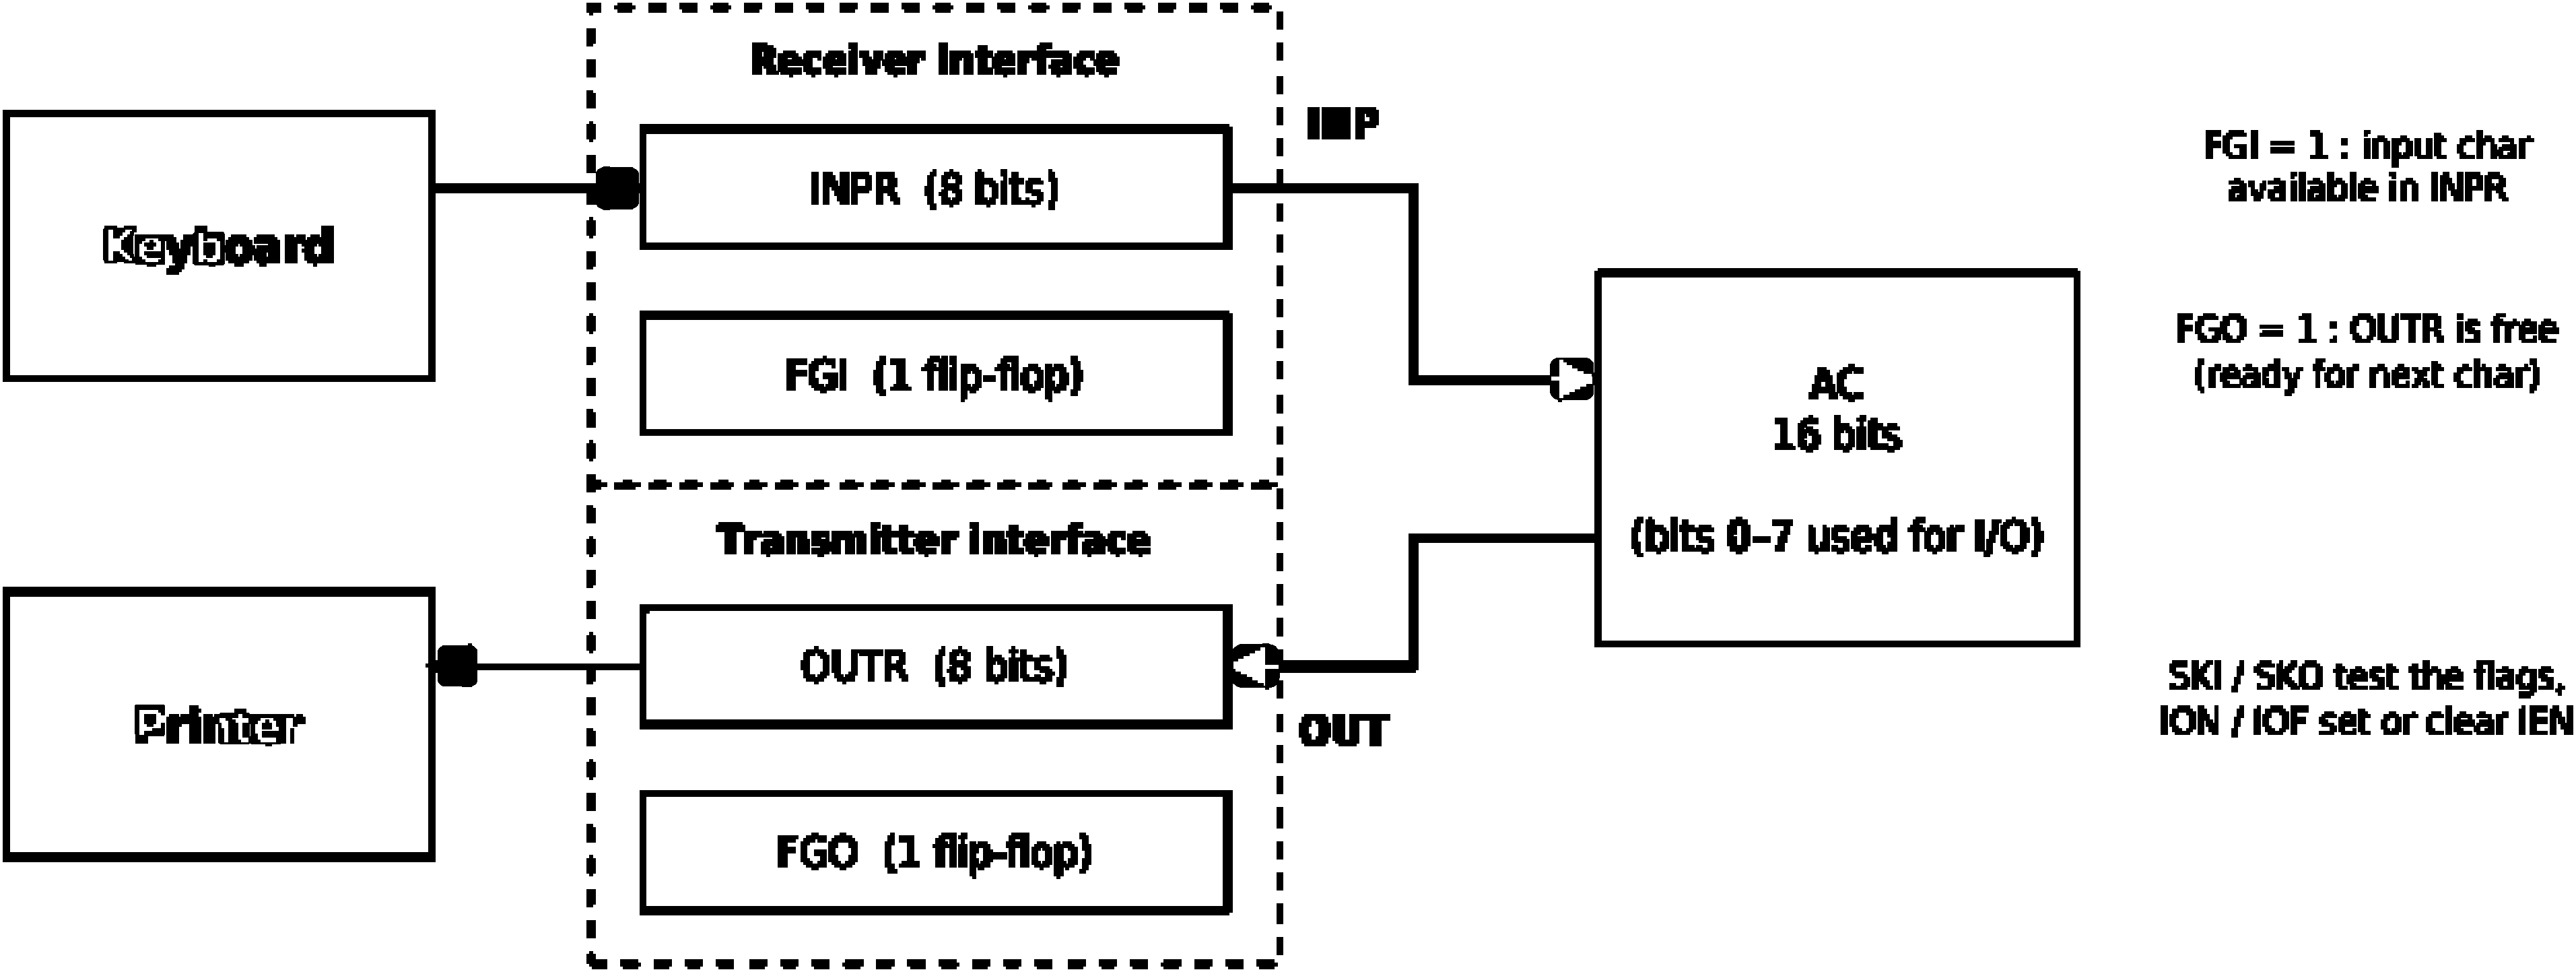 Receiver Interface
INP
INPR (8 bits)
Keyboard
FGI (1 flip-flop)
FGI = 1 : input char
available in INPR
FGO = 1 : OUTR is free
(ready for next char)
AC
16 bits
(bits 0–7 used for I/O)
Transmitter Interface
OUTR (8 bits)
Printer
OUT
FGO (1 flip-flop)
SKI / SKO test the flags,
ION / IOF set or clear IEN